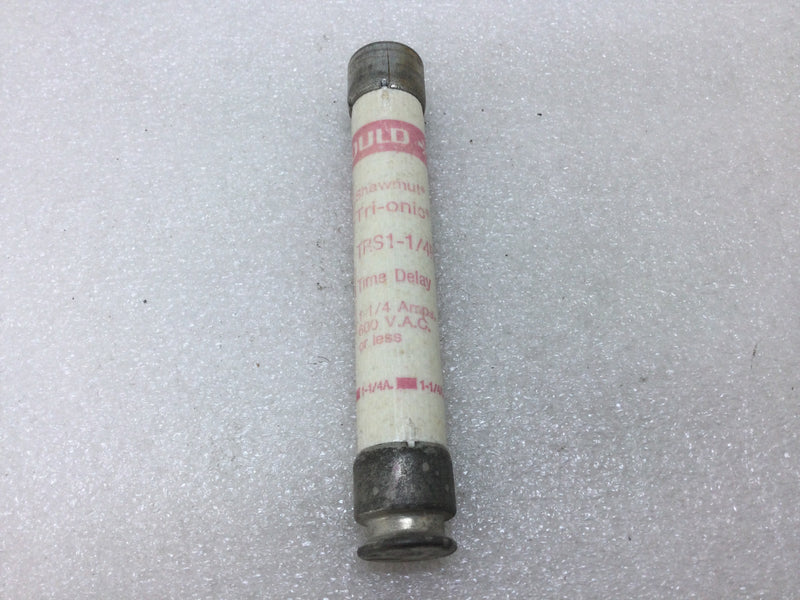 OULD
Shawmut®
Tri-onic®
TRS1-1/4
Time Delay
1-1/4 Amps.
600 V.A.C.
or less
1-1/4A. 1-1/4